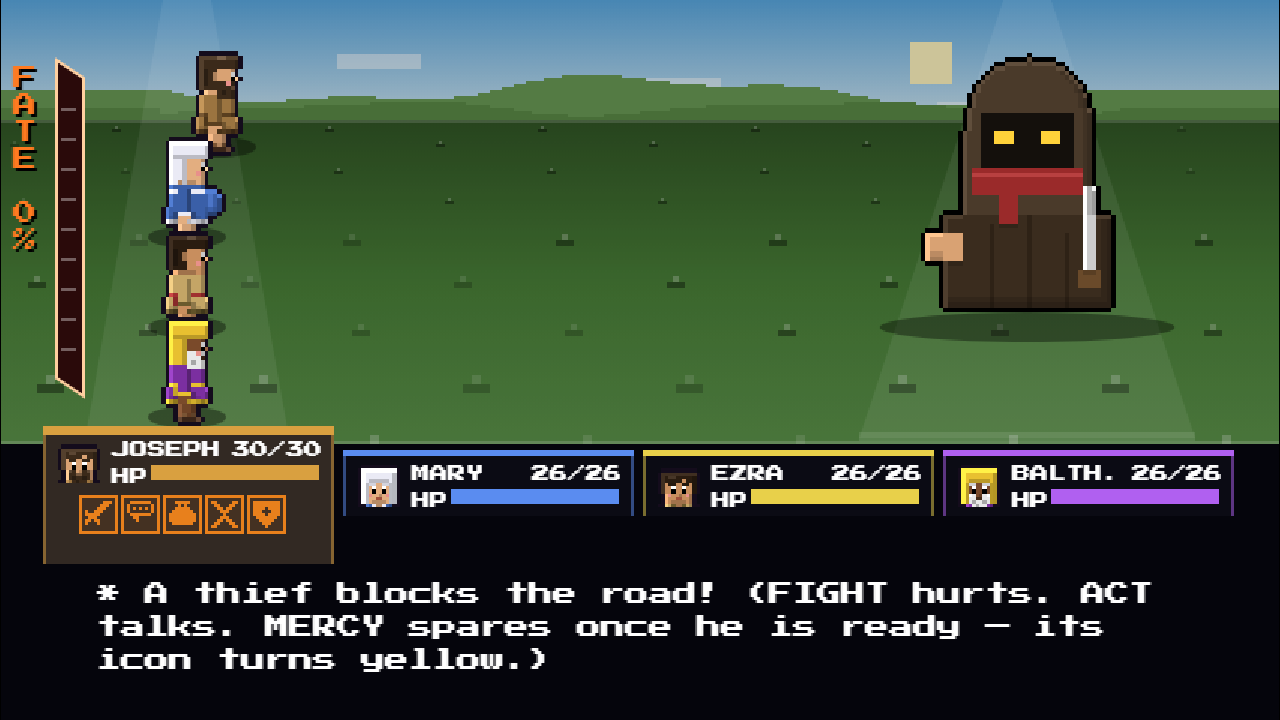 FATE 0%
JOSEPH 30/30
HP
MARY 26/26
HP
EZRA 26/26
HP
BALTH. 26/26
HP
* A thief blocks the road! (FIGHT hurts. ACT
talks. MERCY spares once he is ready — its
icon turns yellow.)